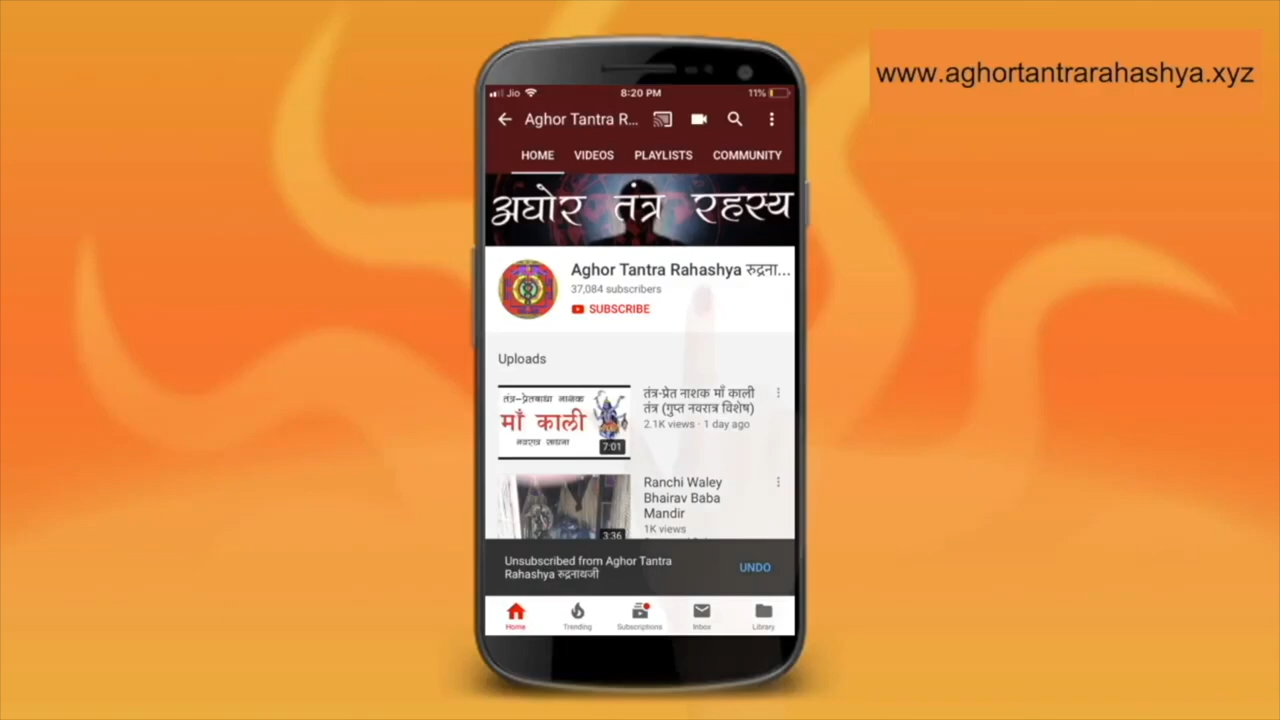 www.aghortantrarahashya.xyz
Jio 8:20 PM 11%
Aghor Tantra R...
HOME VIDEOS PLAYLISTS COMMUNITY
अघोर तंत्र रहस्य
Aghor Tantra Rahashya रुद्रना...
37,084 subscribers
SUBSCRIBE
Uploads
तंत्र-प्रेतबाधा नाशक
माँ काली
नवरात्र साधना
7:01
तंत्र-प्रेत नाशक माँ काली
तंत्र (गुप्त नवरात्र विशेष)
2.1K views · 1 day ago
3:36
Ranchi Waley
Bhairav Baba
Mandir
1K views
Unsubscribed from Aghor Tantra
Rahashya रुद्रनाथजी
UNDO
Home Trending Subscriptions Inbox Library